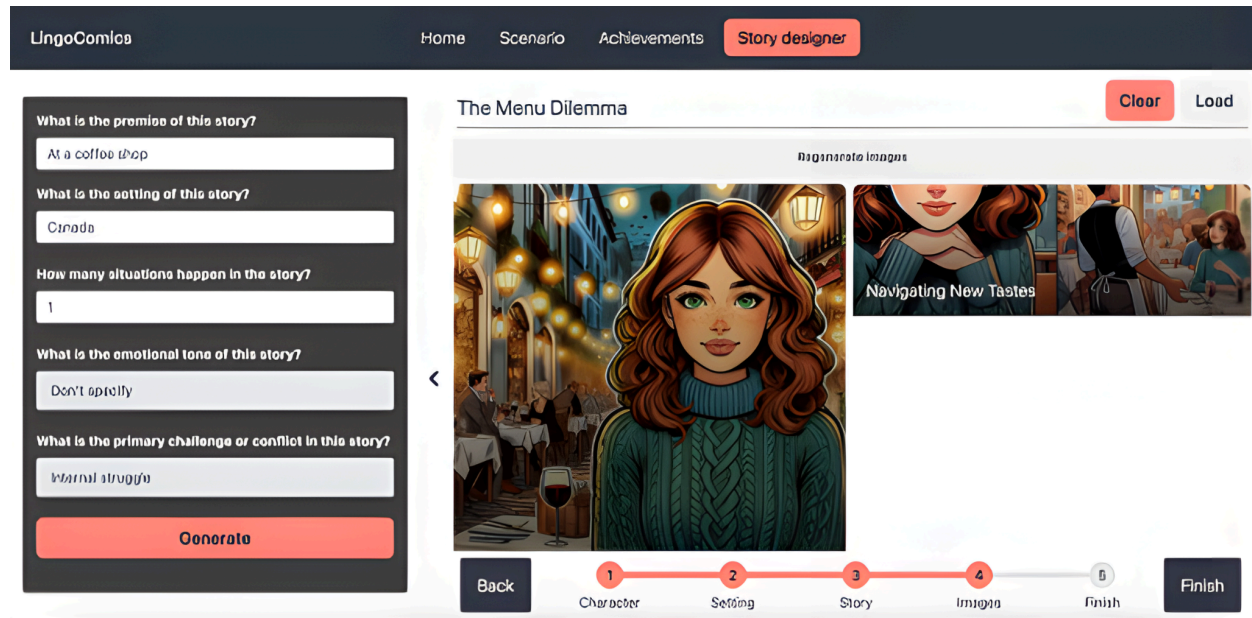 LingoComics
Home
Scenario
Achievements
Story designer
What is the premise of this story?
At a coffee shop
What is the setting of this story?
Canada
How many situations happen in the story?
1
What is the emotional tone of this story?
Don't specify
What is the primary challenge or conflict in this story?
Internal struggle
Generate
The Menu Dilemma
Clear
Load
Regenerate images
Navigating New Tastes
Back
1
2
3
4
5
Character
Setting
Story
Images
Finish
Finish